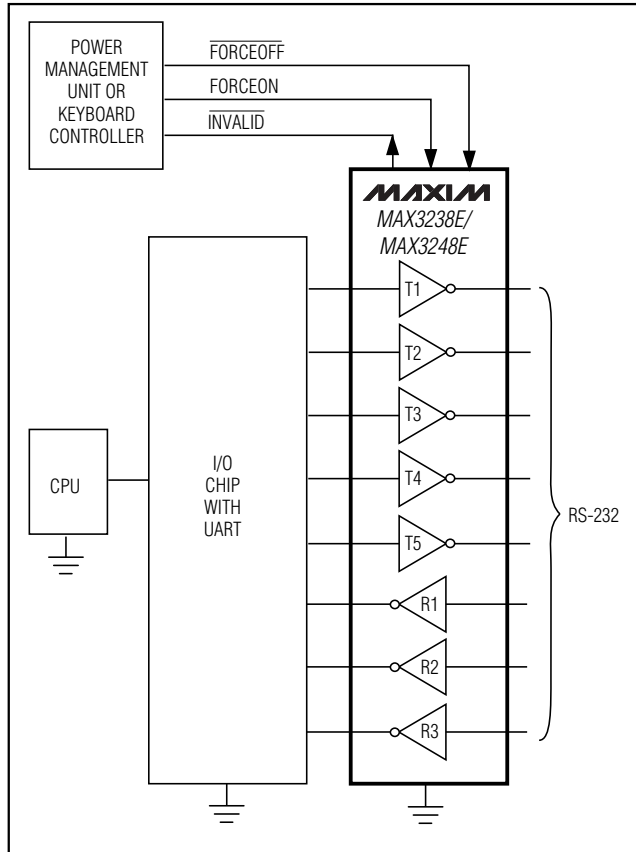 POWER
MANAGEMENT
UNIT OR
KEYBOARD
CONTROLLER
FORCEOFF
FORCEON
INVALID
MAXIM
MAX3238E/
MAX3248E
T1
T2
T3
T4
T5
R1
R2
R3
CPU
I/O
CHIP
WITH
UART
RS-232